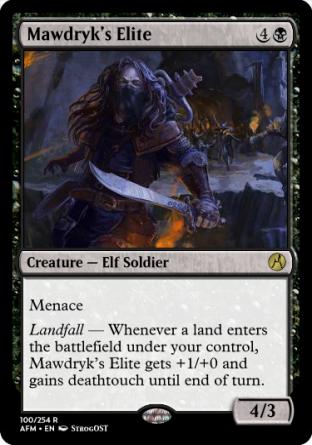 Mawdryk's Elite 4
Creature — Elf Soldier
Menace
Landfall — Whenever a land enters
the battlefield under your control,
Mawdryk's Elite gets +1/+0 and
gains deathtouch until end of turn.
100/254 R
AFM • EN StrogOST
4/3